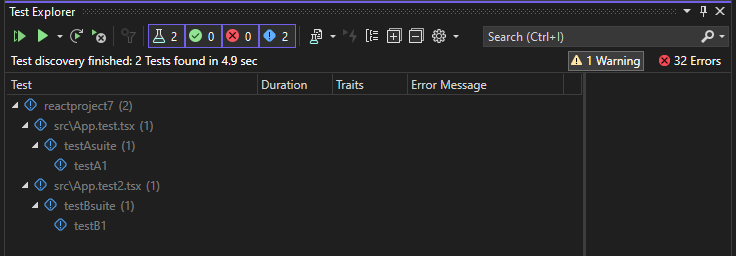 Test Explorer
2 0 0 2 Search (Ctrl+I)
Test discovery finished: 2 Tests found in 4.9 sec 1 Warning 32 Errors
Test Duration Traits Error Message
reactproject7 (2)
src\App.test.tsx (1)
testAsuite (1)
testA1
src\App.test2.tsx (1)
testBsuite (1)
testB1